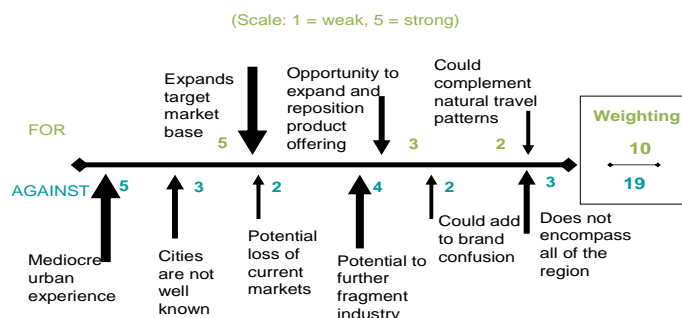 (Scale: 1 = weak, 5 = strong)
Expands
target
market
base
Opportunity to
expand and
reposition
product
offering
Could
complement
natural travel
patterns
FOR
5
3
2
Weighting
10
19
AGAINST
5
3
2
4
2
3
Mediocre
urban
experience
Cities
are not
well
known
Potential
loss of
current
markets
Potential to
further
fragment
industry
Could add
to brand
confusion
Does not
encompass
all of the
region